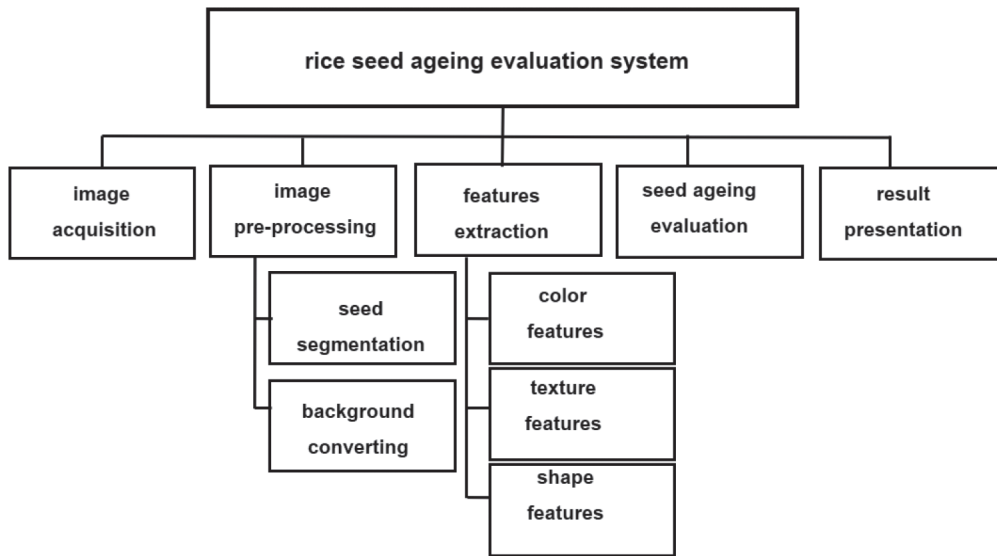 rice seed ageing evaluation system
image
acquisition
image
pre-processing
features
extraction
seed ageing
evaluation
result
presentation
seed
segmentation
background
converting
color
features
texture
features
shape
features